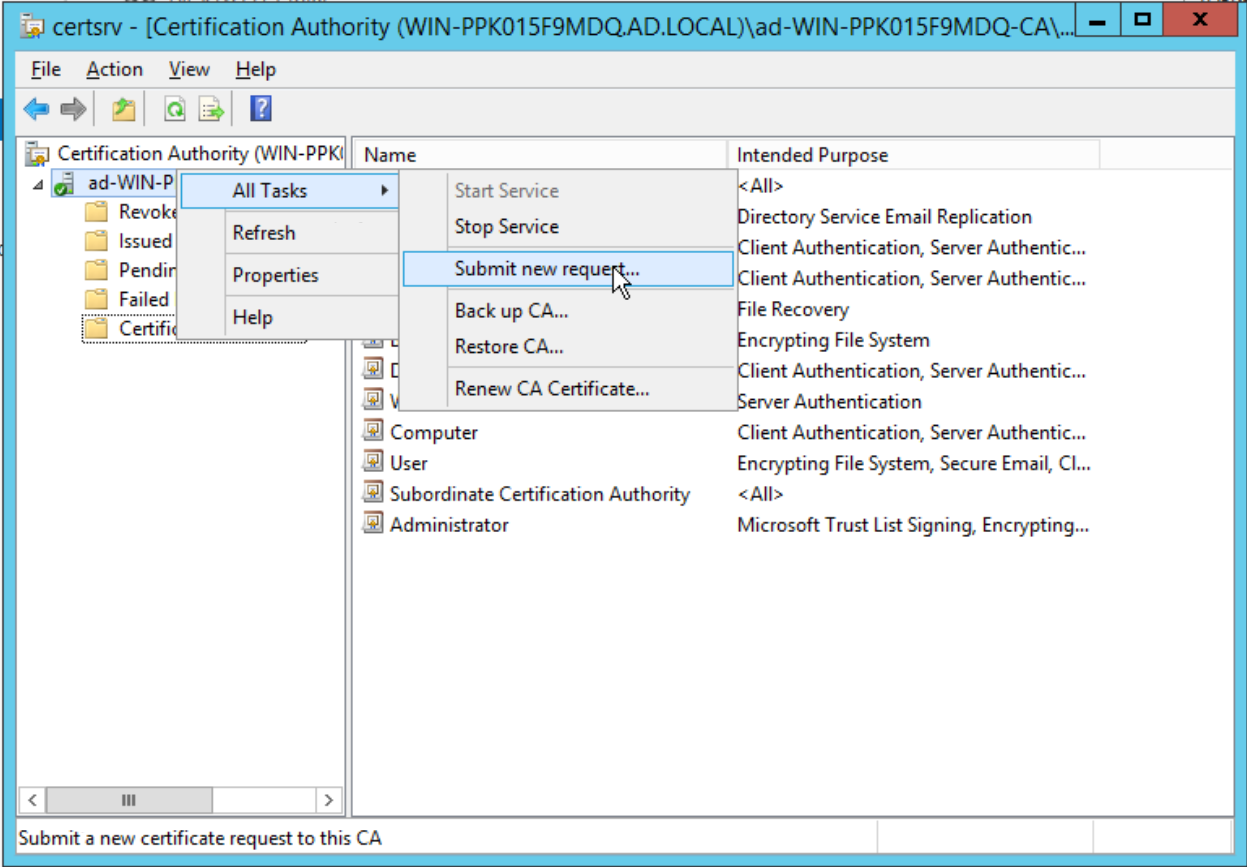 certsrv - [Certification Authority (WIN-PPK015F9MDQ.AD.LOCAL)\ad-WIN-PPK015F9MDQ-CA\...
File Action View Help
Certification Authority (WIN-PPK
Name Intended Purpose
ad-WIN-P
All Tasks
Start Service
<All>
Revoke
Refresh
Stop Service
Directory Service Email Replication
Issued
Client Authentication, Server Authentic...
Pendin
Properties
Submit new request...
Client Authentication, Server Authentic...
Failed
Help
Back up CA...
File Recovery
Certific
Restore CA...
Encrypting File System
Client Authentication, Server Authentic...
Renew CA Certificate...
Server Authentication
Computer Client Authentication, Server Authentic...
User Encrypting File System, Secure Email, Cl...
Subordinate Certification Authority <All>
Administrator Microsoft Trust List Signing, Encrypting...
Submit a new certificate request to this CA